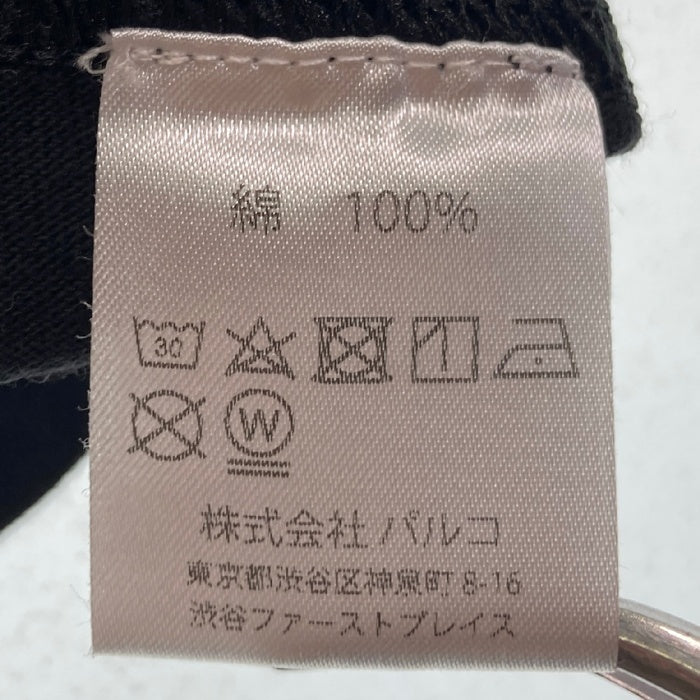 綿 100%
30
W
株式会社パルコ
東京都渋谷区神泉町8-16
渋谷ファーストプレイス